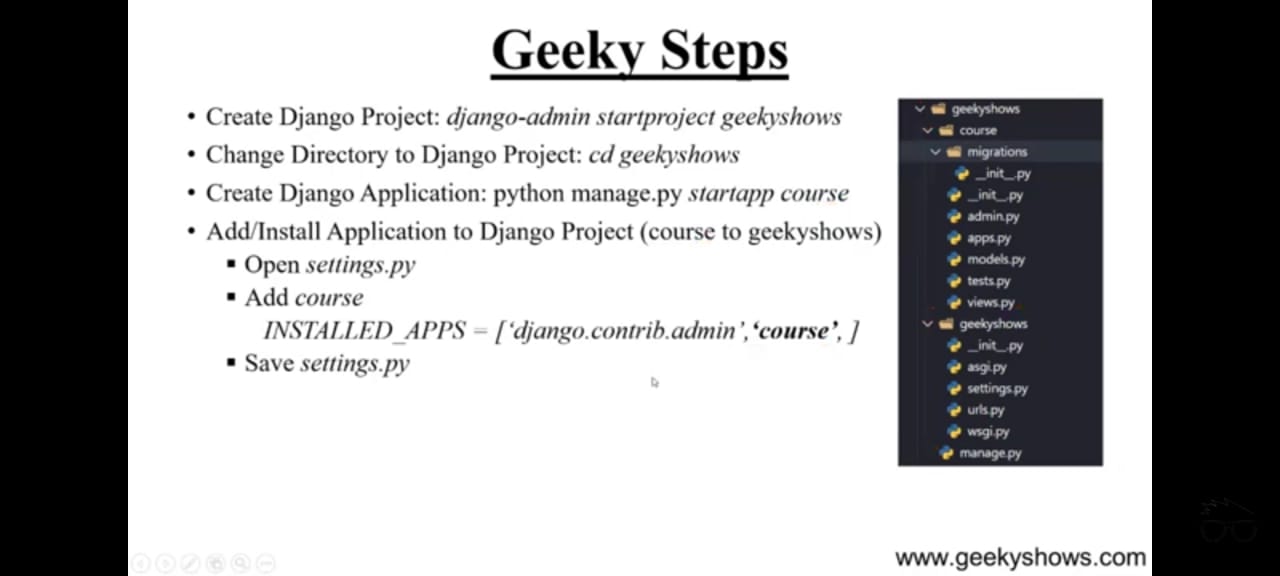 Geeky Steps
• Create Django Project: django-admin startproject geekyshows
• Change Directory to Django Project: cd geekyshows
• Create Django Application: python manage.py startapp course
• Add/Install Application to Django Project (course to geekyshows)
▪ Open settings.py
▪ Add course
INSTALLED_APPS = [‘django.contrib.admin’, ‘course’, ]
▪ Save settings.py
geekyshows
course
migrations
__init__.py
__init__.py
admin.py
apps.py
models.py
tests.py
views.py
geekyshows
__init__.py
asgi.py
settings.py
urls.py
wsgi.py
manage.py
www.geekyshows.com